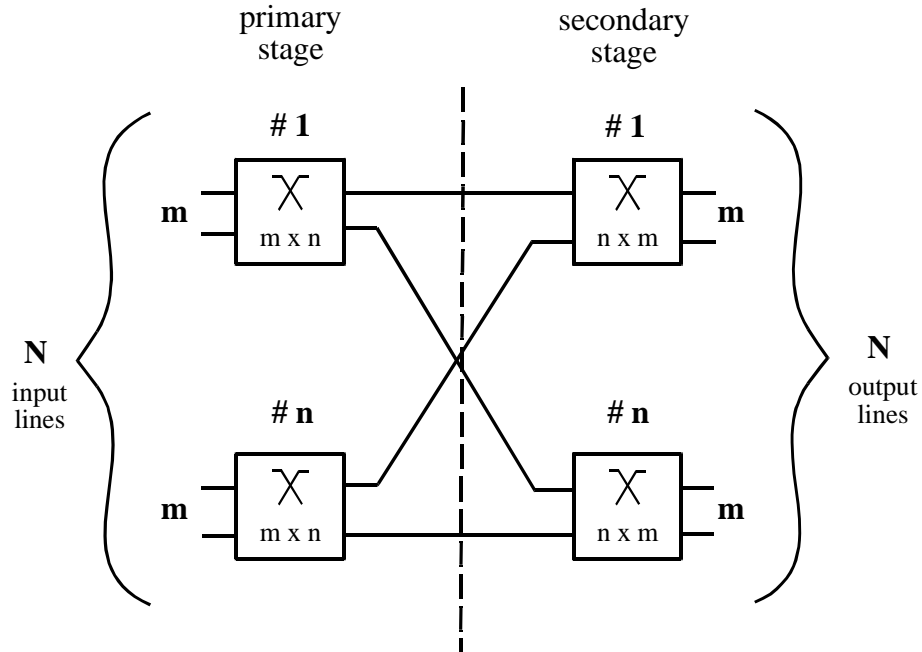 primary
stage
secondary
stage
# 1
# 1
m
m x n
n x m
m
N
input
lines
N
output
lines
# n
# n
m
m x n
n x m
m